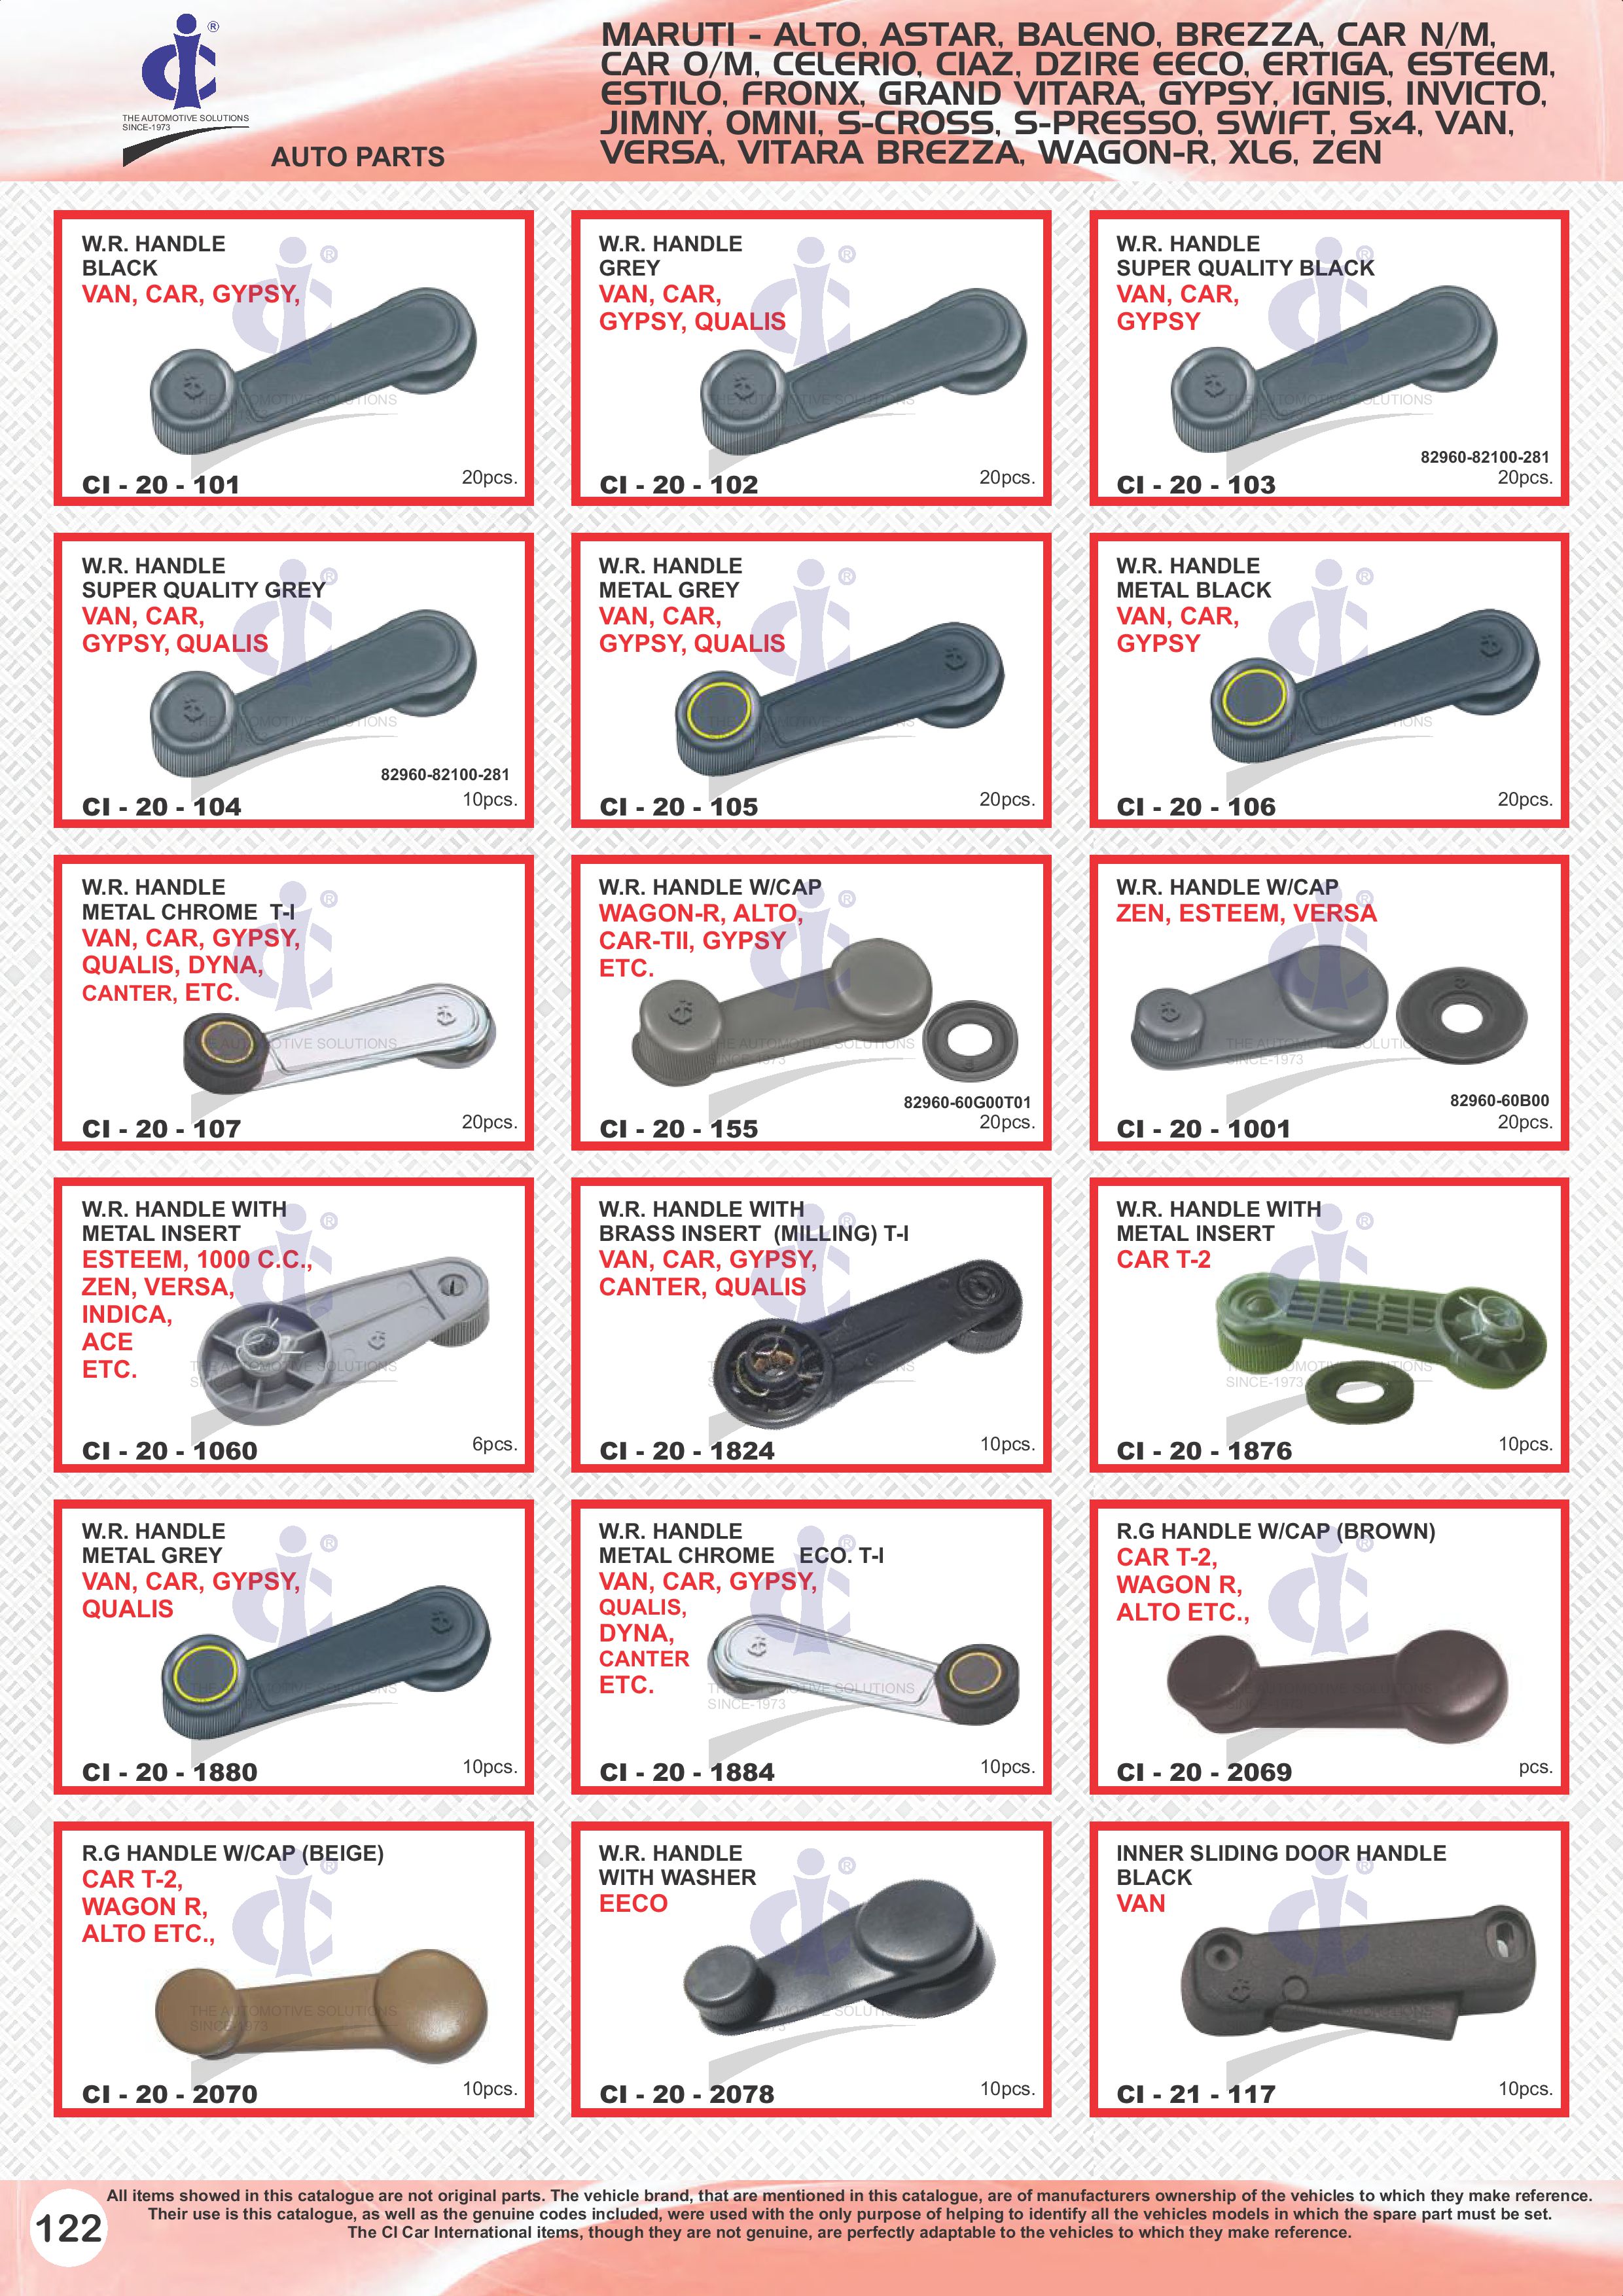 ®
THE AUTOMOTIVE SOLUTIONS
SINCE-1973
AUTO PARTS
MARUTI - ALTO, ASTAR, BALENO, BREZZA, CAR N/M,
CAR O/M, CELERIO, CIAZ, DZIRE EECO, ERTIGA, ESTEEM,
ESTILO, FRONX, GRAND VITARA, GYPSY, IGNIS, INVICTO,
JIMNY, OMNI, S-CROSS, S-PRESSO, SWIFT, Sx4, VAN,
VERSA, VITARA BREZZA, WAGON-R, XL6, ZEN
W.R. HANDLE
BLACK
VAN, CAR, GYPSY,
CI - 20 - 101
20pcs.
W.R. HANDLE
GREY
VAN, CAR,
GYPSY, QUALIS
CI - 20 - 102
20pcs.
W.R. HANDLE
SUPER QUALITY BLACK
VAN, CAR,
GYPSY
82960-82100-281
CI - 20 - 103
20pcs.
W.R. HANDLE
SUPER QUALITY GREY
VAN, CAR,
GYPSY, QUALIS
82960-82100-281
CI - 20 - 104
10pcs.
W.R. HANDLE
METAL GREY
VAN, CAR,
GYPSY, QUALIS
CI - 20 - 105
20pcs.
W.R. HANDLE
METAL BLACK
VAN, CAR,
GYPSY
CI - 20 - 106
20pcs.
W.R. HANDLE
METAL CHROME T-I
VAN, CAR, GYPSY,
QUALIS, DYNA,
CANTER, ETC.
CI - 20 - 107
20pcs.
W.R. HANDLE W/CAP
WAGON-R, ALTO,
CAR-TII, GYPSY
ETC.
82960-60G00T01
CI - 20 - 155
20pcs.
W.R. HANDLE W/CAP
ZEN, ESTEEM, VERSA
82960-60B00
CI - 20 - 1001
20pcs.
W.R. HANDLE WITH
METAL INSERT
ESTEEM, 1000 C.C.,
ZEN, VERSA,
INDICA,
ACE
ETC.
CI - 20 - 1060
6pcs.
W.R. HANDLE WITH
BRASS INSERT (MILLING) T-I
VAN, CAR, GYPSY,
CANTER, QUALIS
CI - 20 - 1824
10pcs.
W.R. HANDLE WITH
METAL INSERT
CAR T-2
CI - 20 - 1876
10pcs.
W.R. HANDLE
METAL GREY
VAN, CAR, GYPSY,
QUALIS
CI - 20 - 1880
10pcs.
W.R. HANDLE
METAL CHROME ECO. T-I
VAN, CAR, GYPSY,
QUALIS,
DYNA,
CANTER
ETC.
CI - 20 - 1884
10pcs.
R.G HANDLE W/CAP (BROWN)
CAR T-2,
WAGON R,
ALTO ETC.,
CI - 20 - 2069
pcs.
R.G HANDLE W/CAP (BEIGE)
CAR T-2,
WAGON R,
ALTO ETC.,
CI - 20 - 2070
10pcs.
W.R. HANDLE
WITH WASHER
EECO
CI - 20 - 2078
10pcs.
INNER SLIDING DOOR HANDLE
BLACK
VAN
CI - 21 - 117
10pcs.
All items showed in this catalogue are not original parts. The vehicle brand, that are mentioned in this catalogue, are of manufacturers ownership of the vehicles to which they make reference.
Their use is this catalogue, as well as the genuine codes included, were used with the only purpose of helping to identify all the vehicles models in which the spare part must be set.
The CI Car International items, though they are not genuine, are perfectly adaptable to the vehicles to which they make reference.
122